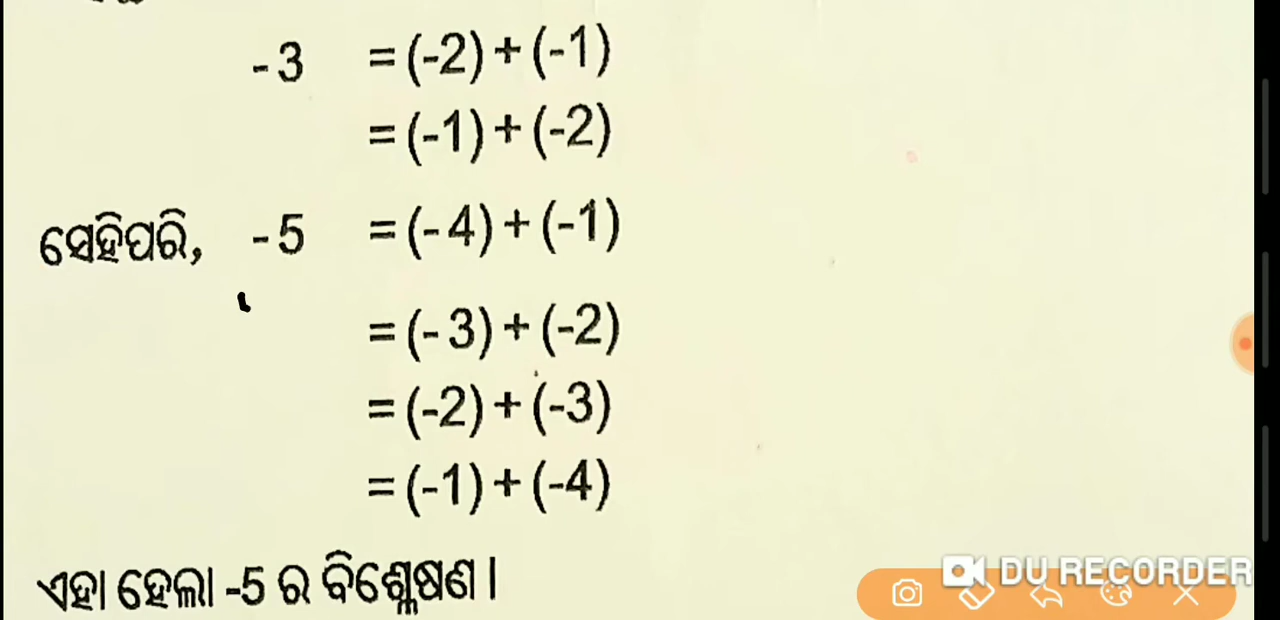 -3 = (-2) + (-1)
= (-1) + (-2)
ସେହିପରି, -5 = (-4) + (-1)
= (-3) + (-2)
= (-2) + (-3)
= (-1) + (-4)
ଏହା ହେଲା -5 ର ବିଶ୍ଳେଷଣ।
DU RECORDER